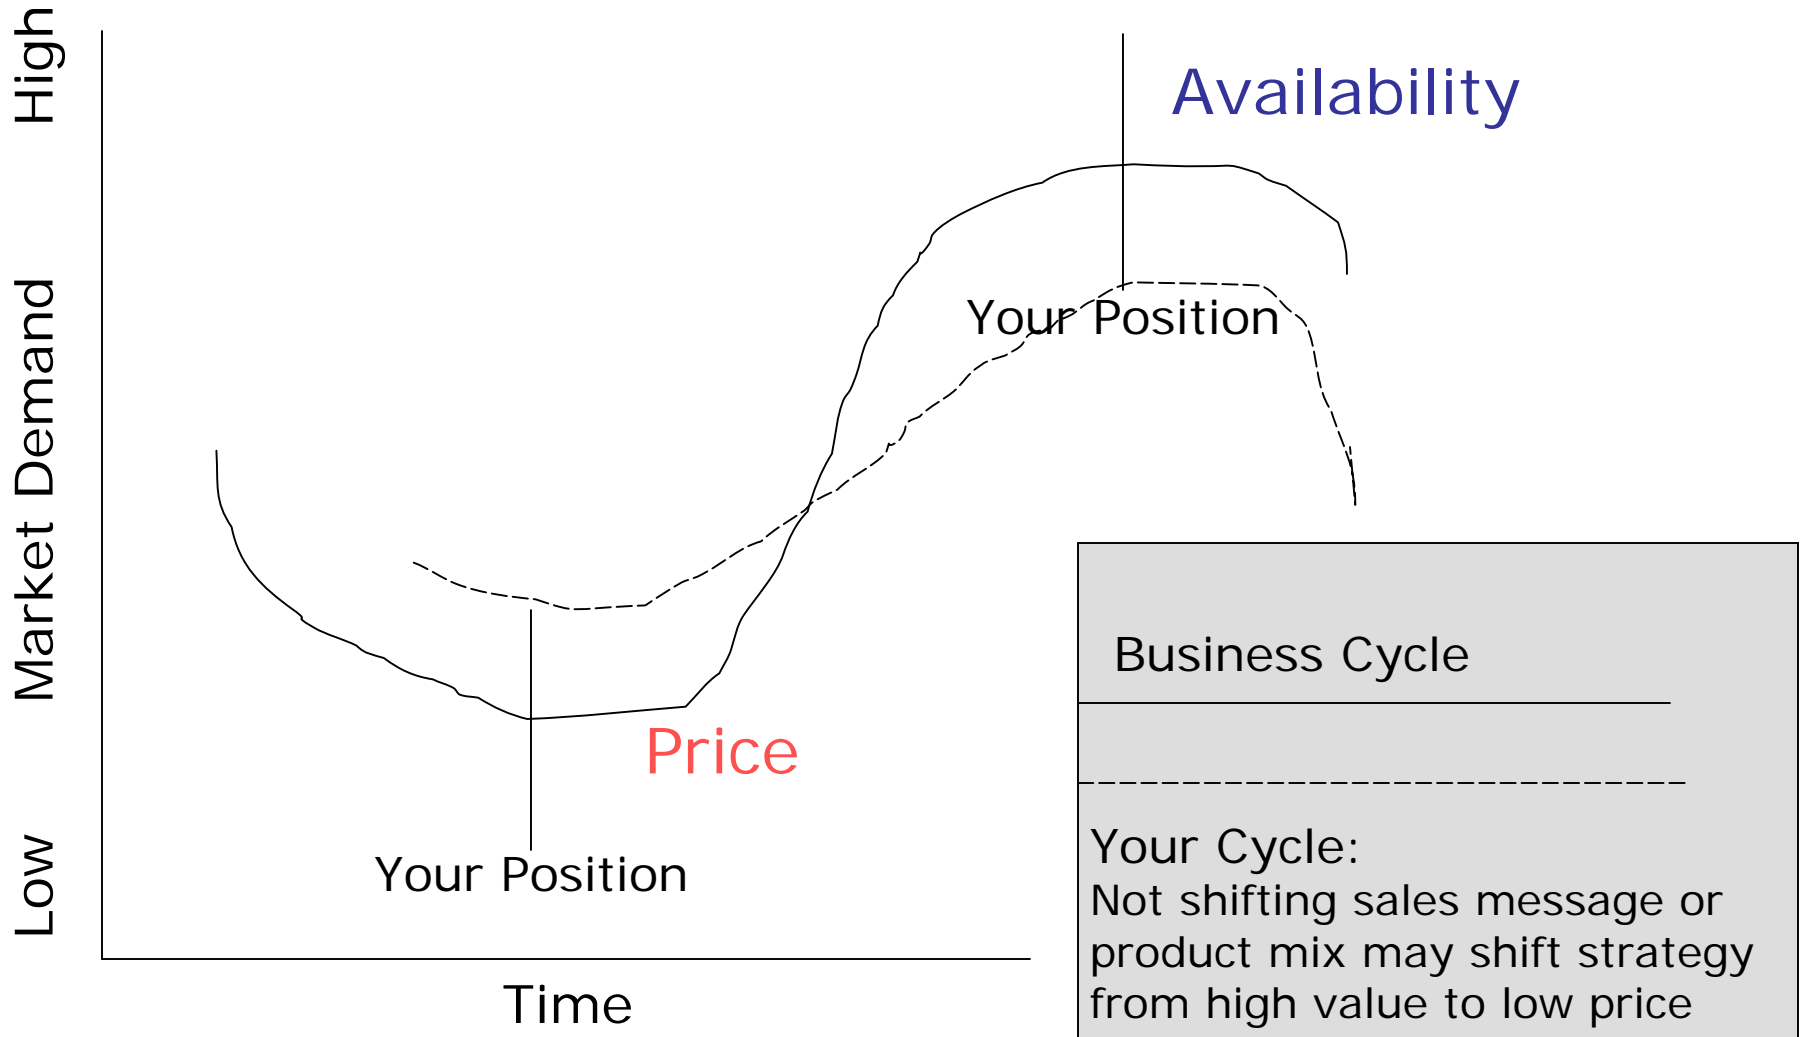 High
Market Demand
Low
Availability
Your Position
Price
Your Position
Time
Business Cycle
Your Cycle:
Not shifting sales message or
product mix may shift strategy
from high value to low price